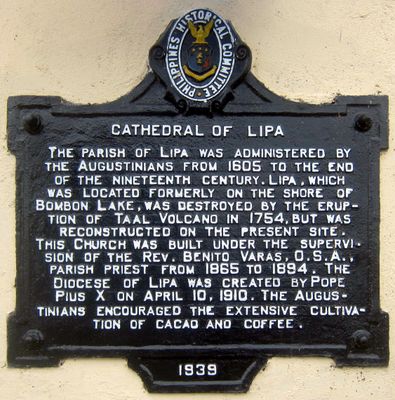 PHILIPPINES HISTORICAL COMMITTEE
CATHEDRAL OF LIPA
THE PARISH OF LIPA WAS ADMINISTERED BY
THE AUGUSTINIANS FROM 1605 TO THE END
OF THE NINETEENTH CENTURY. LIPA, WHICH
WAS LOCATED FORMERLY ON THE SHORE OF
BOMBON LAKE, WAS DESTROYED BY THE ERUP-
TION OF TAAL VOLCANO IN 1754, BUT WAS
RECONSTRUCTED ON THE PRESENT SITE.
THIS CHURCH WAS BUILT UNDER THE SUPERVI-
SION OF THE REV. BENITO VARAS, O.S.A.,
PARISH PRIEST FROM 1865 TO 1894. THE
DIOCESE OF LIPA WAS CREATED BY POPE
PIUS X ON APRIL 10, 1910. THE AUGUS-
TINIANS ENCOURAGED THE EXTENSIVE CULTIVA-
TION OF CACAO AND COFFEE.
1939